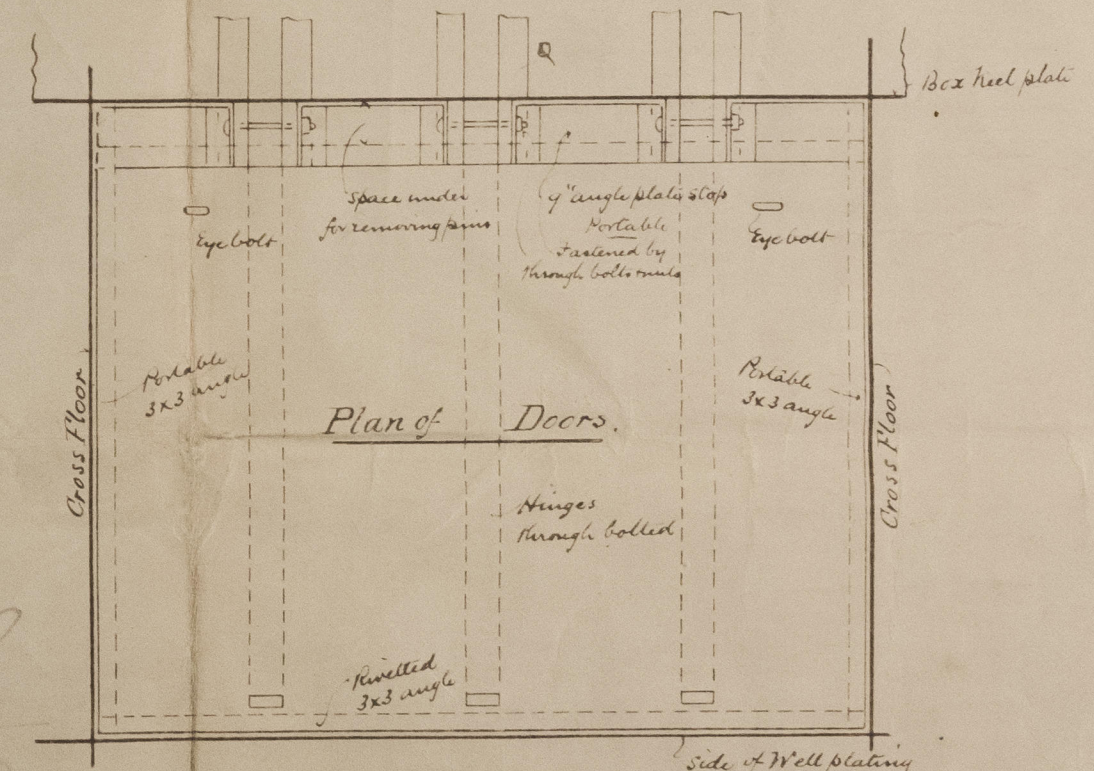 Box keel plate
Space under
for removing pins
9" angle plate stop
Portable
Fastened by
through bolts & nuts
Eye bolt
Eye bolt
Portable
3x3 angle
Portable
3x3 angle
Cross Floor
Plan of Doors.
Cross Floor
Hinges
through bolted
Rivetted
3x3 angle
Side of Well plating